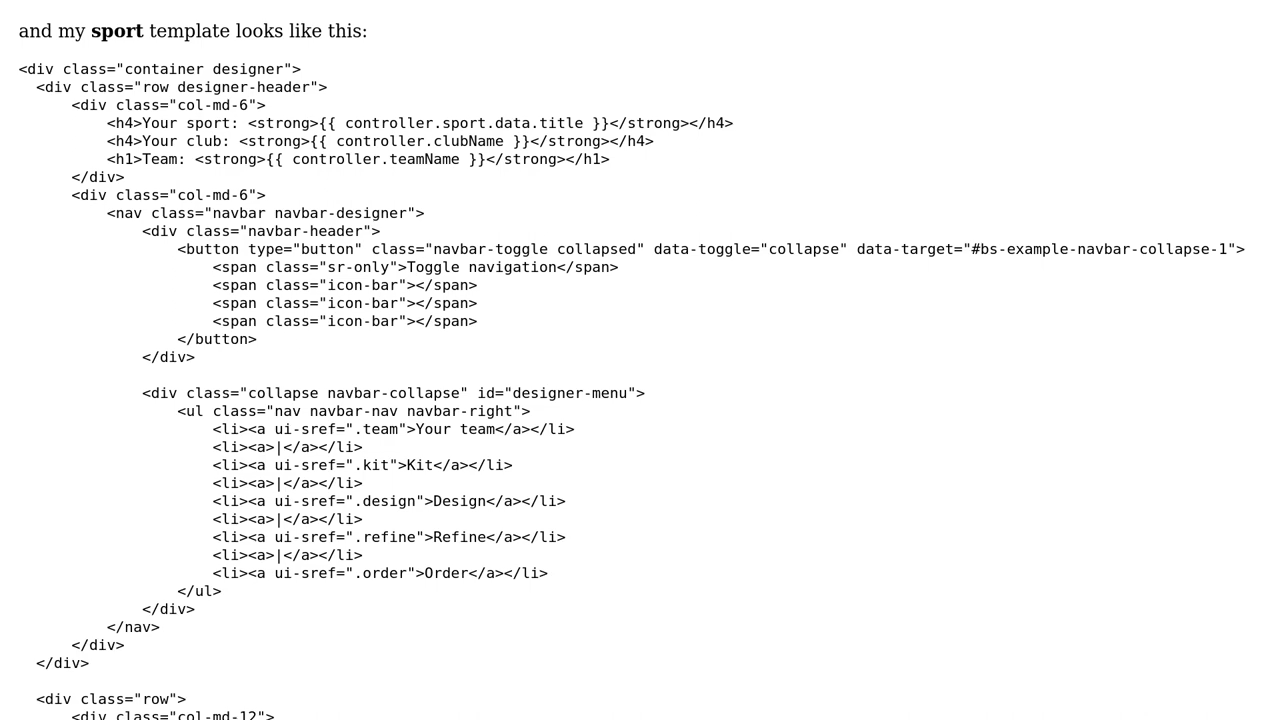 and my sport template looks like this:
<div class="container designer">
  <div class="row designer-header">
      <div class="col-md-6">
          <h4>Your sport: <strong>{{ controller.sport.data.title }}</strong></h4>
          <h4>Your club: <strong>{{ controller.clubName }}</strong></h4>
          <h1>Team: <strong>{{ controller.teamName }}</strong></h1>
      </div>
      <div class="col-md-6">
          <nav class="navbar navbar-designer">
              <div class="navbar-header">
                  <button type="button" class="navbar-toggle collapsed" data-toggle="collapse" data-target="#bs-example-navbar-collapse-1">
                      <span class="sr-only">Toggle navigation</span>
                      <span class="icon-bar"></span>
                      <span class="icon-bar"></span>
                      <span class="icon-bar"></span>
                  </button>
              </div>

              <div class="collapse navbar-collapse" id="designer-menu">
                  <ul class="nav navbar-nav navbar-right">
                      <li><a ui-sref=".team">Your team</a></li>
                      <li><a>|</a></li>
                      <li><a ui-sref=".kit">Kit</a></li>
                      <li><a>|</a></li>
                      <li><a ui-sref=".design">Design</a></li>
                      <li><a>|</a></li>
                      <li><a ui-sref=".refine">Refine</a></li>
                      <li><a>|</a></li>
                      <li><a ui-sref=".order">Order</a></li>
                  </ul>
              </div>
          </nav>
      </div>
  </div>

  <div class="row">
      <div class="col-md-12">